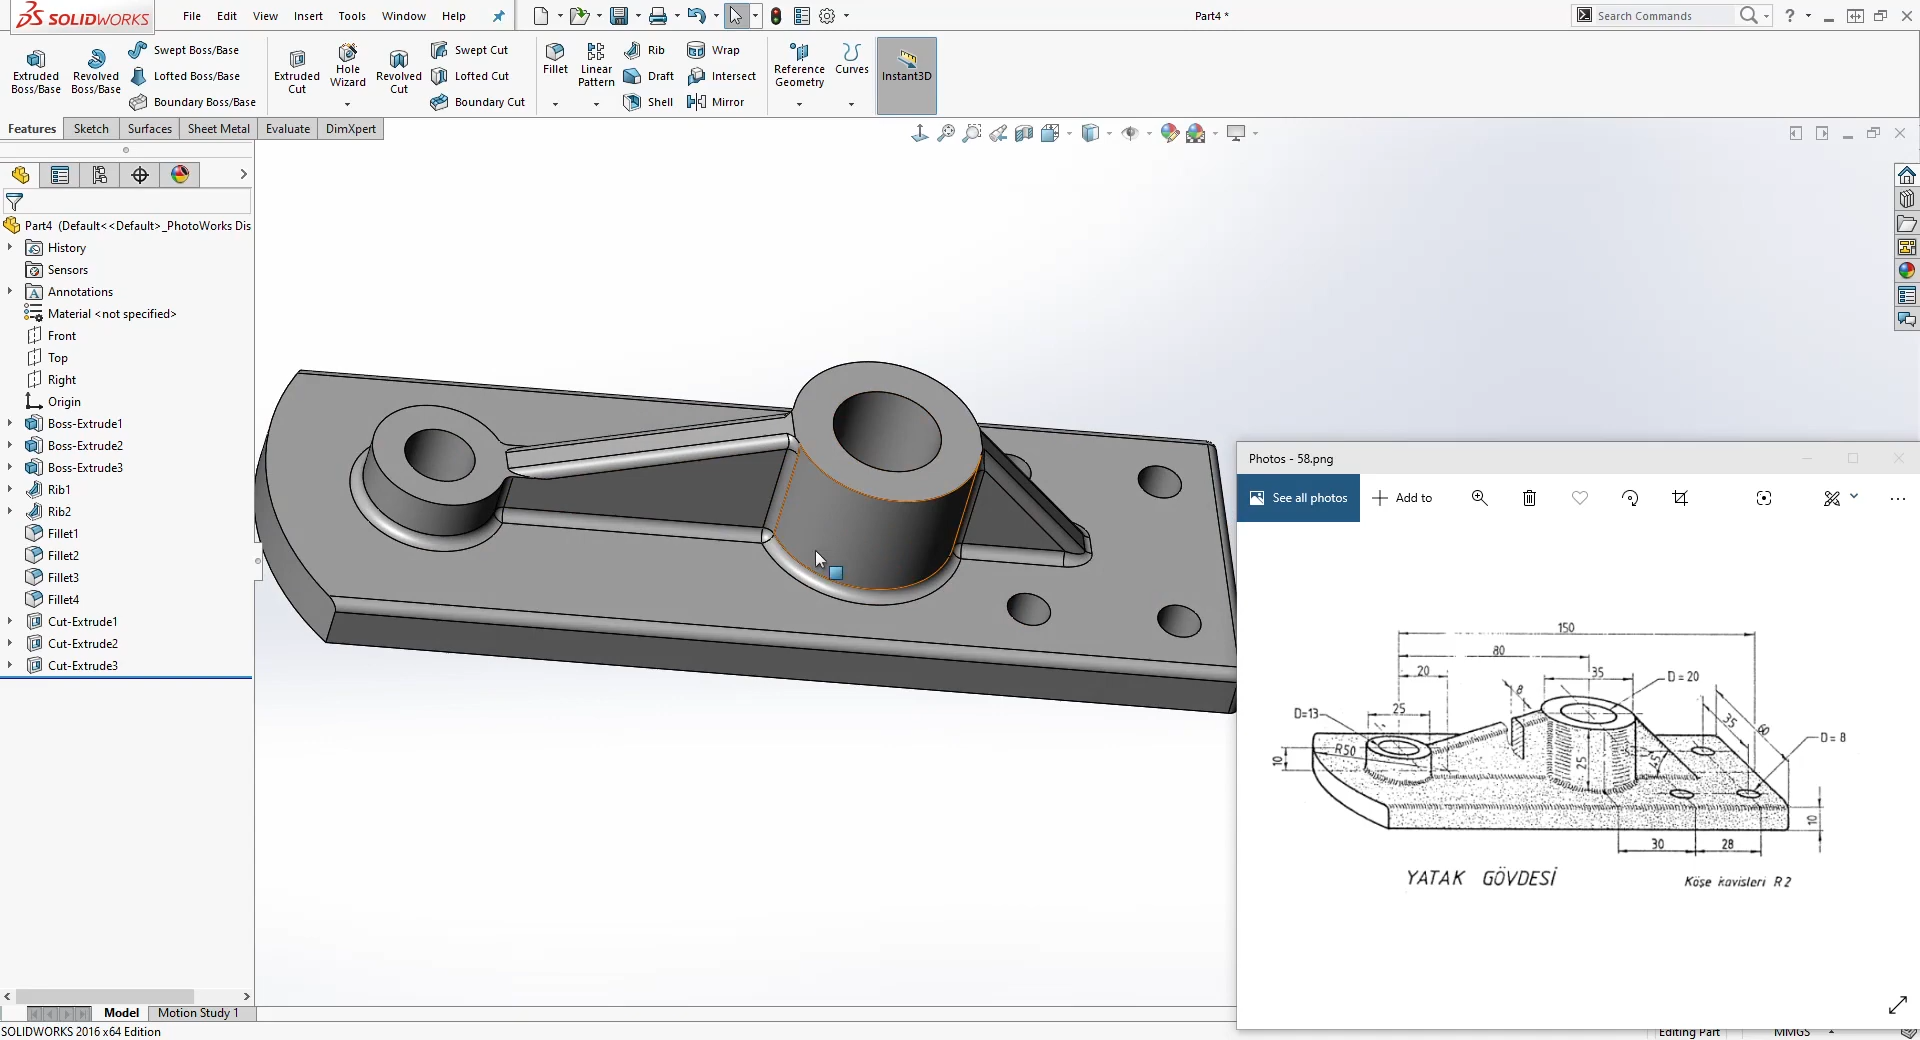 SOLIDWORKS
File Edit View Insert Tools Window Help
Part4 *
Search Commands
Extruded Boss/Base
Revolved Boss/Base
Swept Boss/Base
Lofted Boss/Base
Boundary Boss/Base
Extruded Cut
Hole Wizard
Revolved Cut
Swept Cut
Lofted Cut
Boundary Cut
Fillet
Linear Pattern
Rib
Draft
Shell
Wrap
Intersect
Mirror
Reference Geometry
Curves
Instant3D
Features Sketch Surfaces Sheet Metal Evaluate DimXpert
Part4 (Default<<Default>_PhotoWorks Dis
History
Sensors
Annotations
Material <not specified>
Front
Top
Right
Origin
Boss-Extrude1
Boss-Extrude2
Boss-Extrude3
Rib1
Rib2
Fillet1
Fillet2
Fillet3
Fillet4
Cut-Extrude1
Cut-Extrude2
Cut-Extrude3
Photos - 58.png
See all photos
Add to
150
80
20
35
D=20
8
25
D=13
35
60
D=8
R50
10
25
45
10
30
28
YATAK GÖVDESİ
Köşe kavisleri R2
Model Motion Study 1
SOLIDWORKS 2016 x64 Edition
Editing Part
MMGS